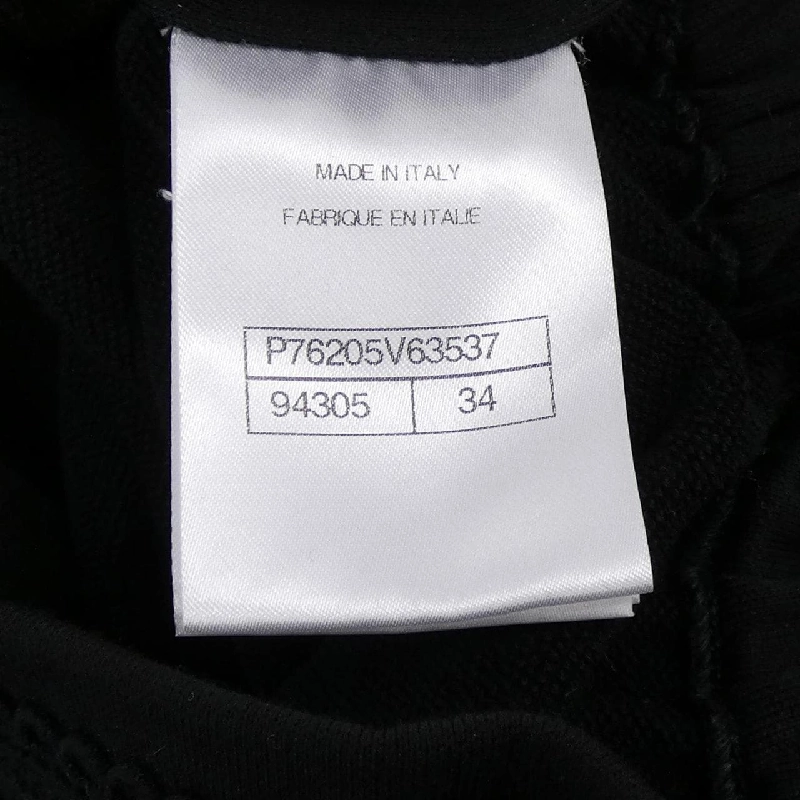 MADE IN ITALY
FABRIQUE EN ITALIE
P76205V63537
94305 34